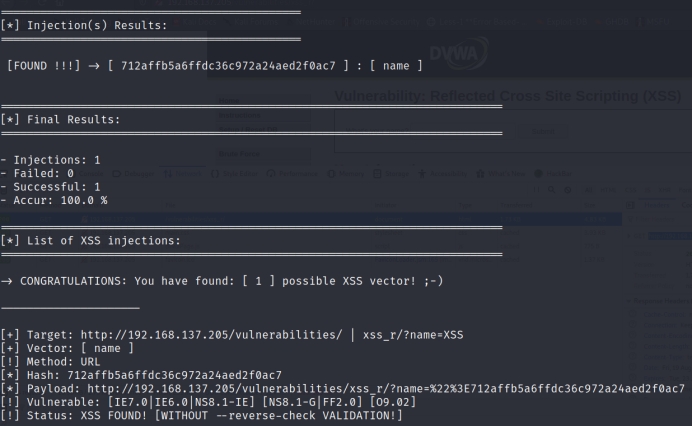 [*] Injection(s) Results:
[FOUND !!!] → [ 712affb5a6ffdc36c972a24aed2f0ac7 ] : [ name ]
DVWA
Vulnerability: Reflected Cross Site Scripting (XSS)
[*] Final Results:
- Injections: 1
- Failed: 0
- Successful: 1
- Accur: 100.0 %
[*] List of XSS injections:
→ CONGRATULATIONS: You have found: [ 1 ] possible XSS vector! ;-)
[+] Target: http://192.168.137.205/vulnerabilities/ | xss_r/?name=XSS
[+] Vector: [ name ]
[!] Method: URL
[*] Hash: 712affb5a6ffdc36c972a24aed2f0ac7
[*] Payload: http://192.168.137.205/vulnerabilities/xss_r/?name=%22%3E712affb5a6ffdc36c972a24aed2f0ac7
[!] Vulnerable: [IE7.0|IE6.0|NS8.1-IE] [NS8.1-G|FF2.0] [O9.02]
[!] Status: XSS FOUND! [WITHOUT --reverse-check VALIDATION!]